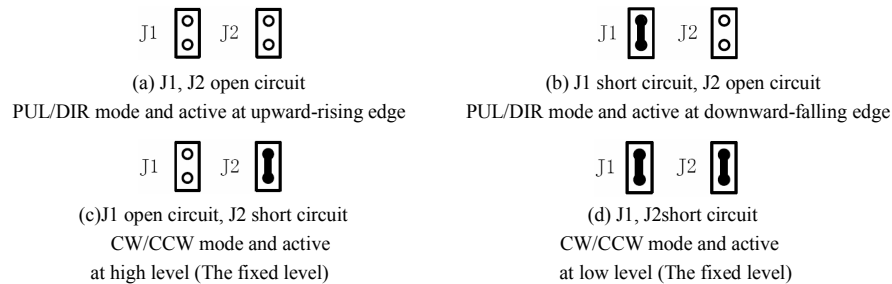 J1 J2
(a) J1, J2 open circuit
PUL/DIR mode and active at upward-rising edge
J1 J2
(b) J1 short circuit, J2 open circuit
PUL/DIR mode and active at downward-falling edge
J1 J2
(c)J1 open circuit, J2 short circuit
CW/CCW mode and active
at high level (The fixed level)
J1 J2
(d) J1, J2short circuit
CW/CCW mode and active
at low level (The fixed level)